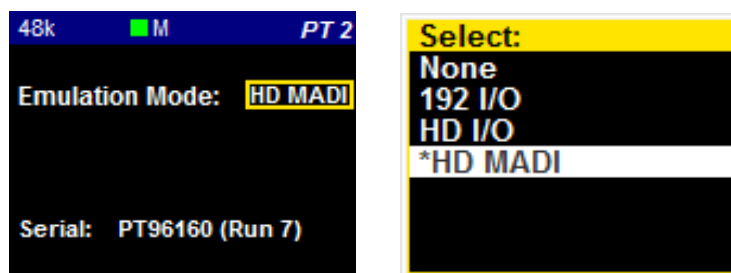 48k M PT 2
Emulation Mode: HD MADI
Serial: PT96160 (Run 7)
Select:
None
192 I/O
HD I/O
*HD MADI